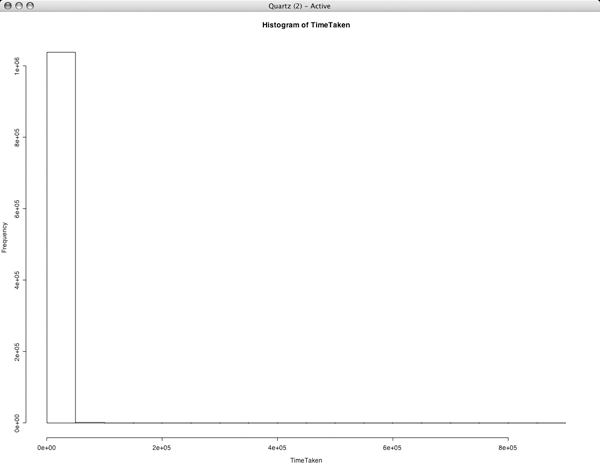 Quartz (2) - Active
Histogram of TimeTaken
1e+06
8e+05
6e+05
4e+05
2e+05
0e+00
Frequency
0e+00 2e+05 4e+05 6e+05 8e+05
TimeTaken